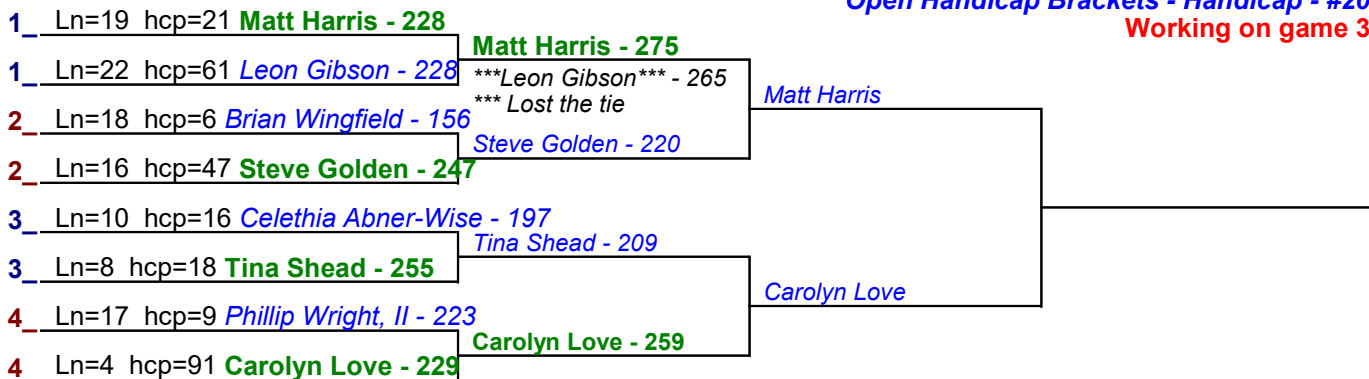 Open Handicap Brackets - Handicap - #20
Working on game 3
1_ Ln=19 hcp=21 Matt Harris - 228
1_ Ln=22 hcp=61 Leon Gibson - 228
2_ Ln=18 hcp=6 Brian Wingfield - 156
2_ Ln=16 hcp=47 Steve Golden - 247
3_ Ln=10 hcp=16 Celethia Abner-Wise - 197
3_ Ln=8 hcp=18 Tina Shead - 255
4_ Ln=17 hcp=9 Phillip Wright, II - 223
4 Ln=4 hcp=91 Carolyn Love - 229
Matt Harris - 275
***Leon Gibson*** - 265
*** Lost the tie
Steve Golden - 220
Tina Shead - 209
Carolyn Love - 259
Matt Harris
Carolyn Love